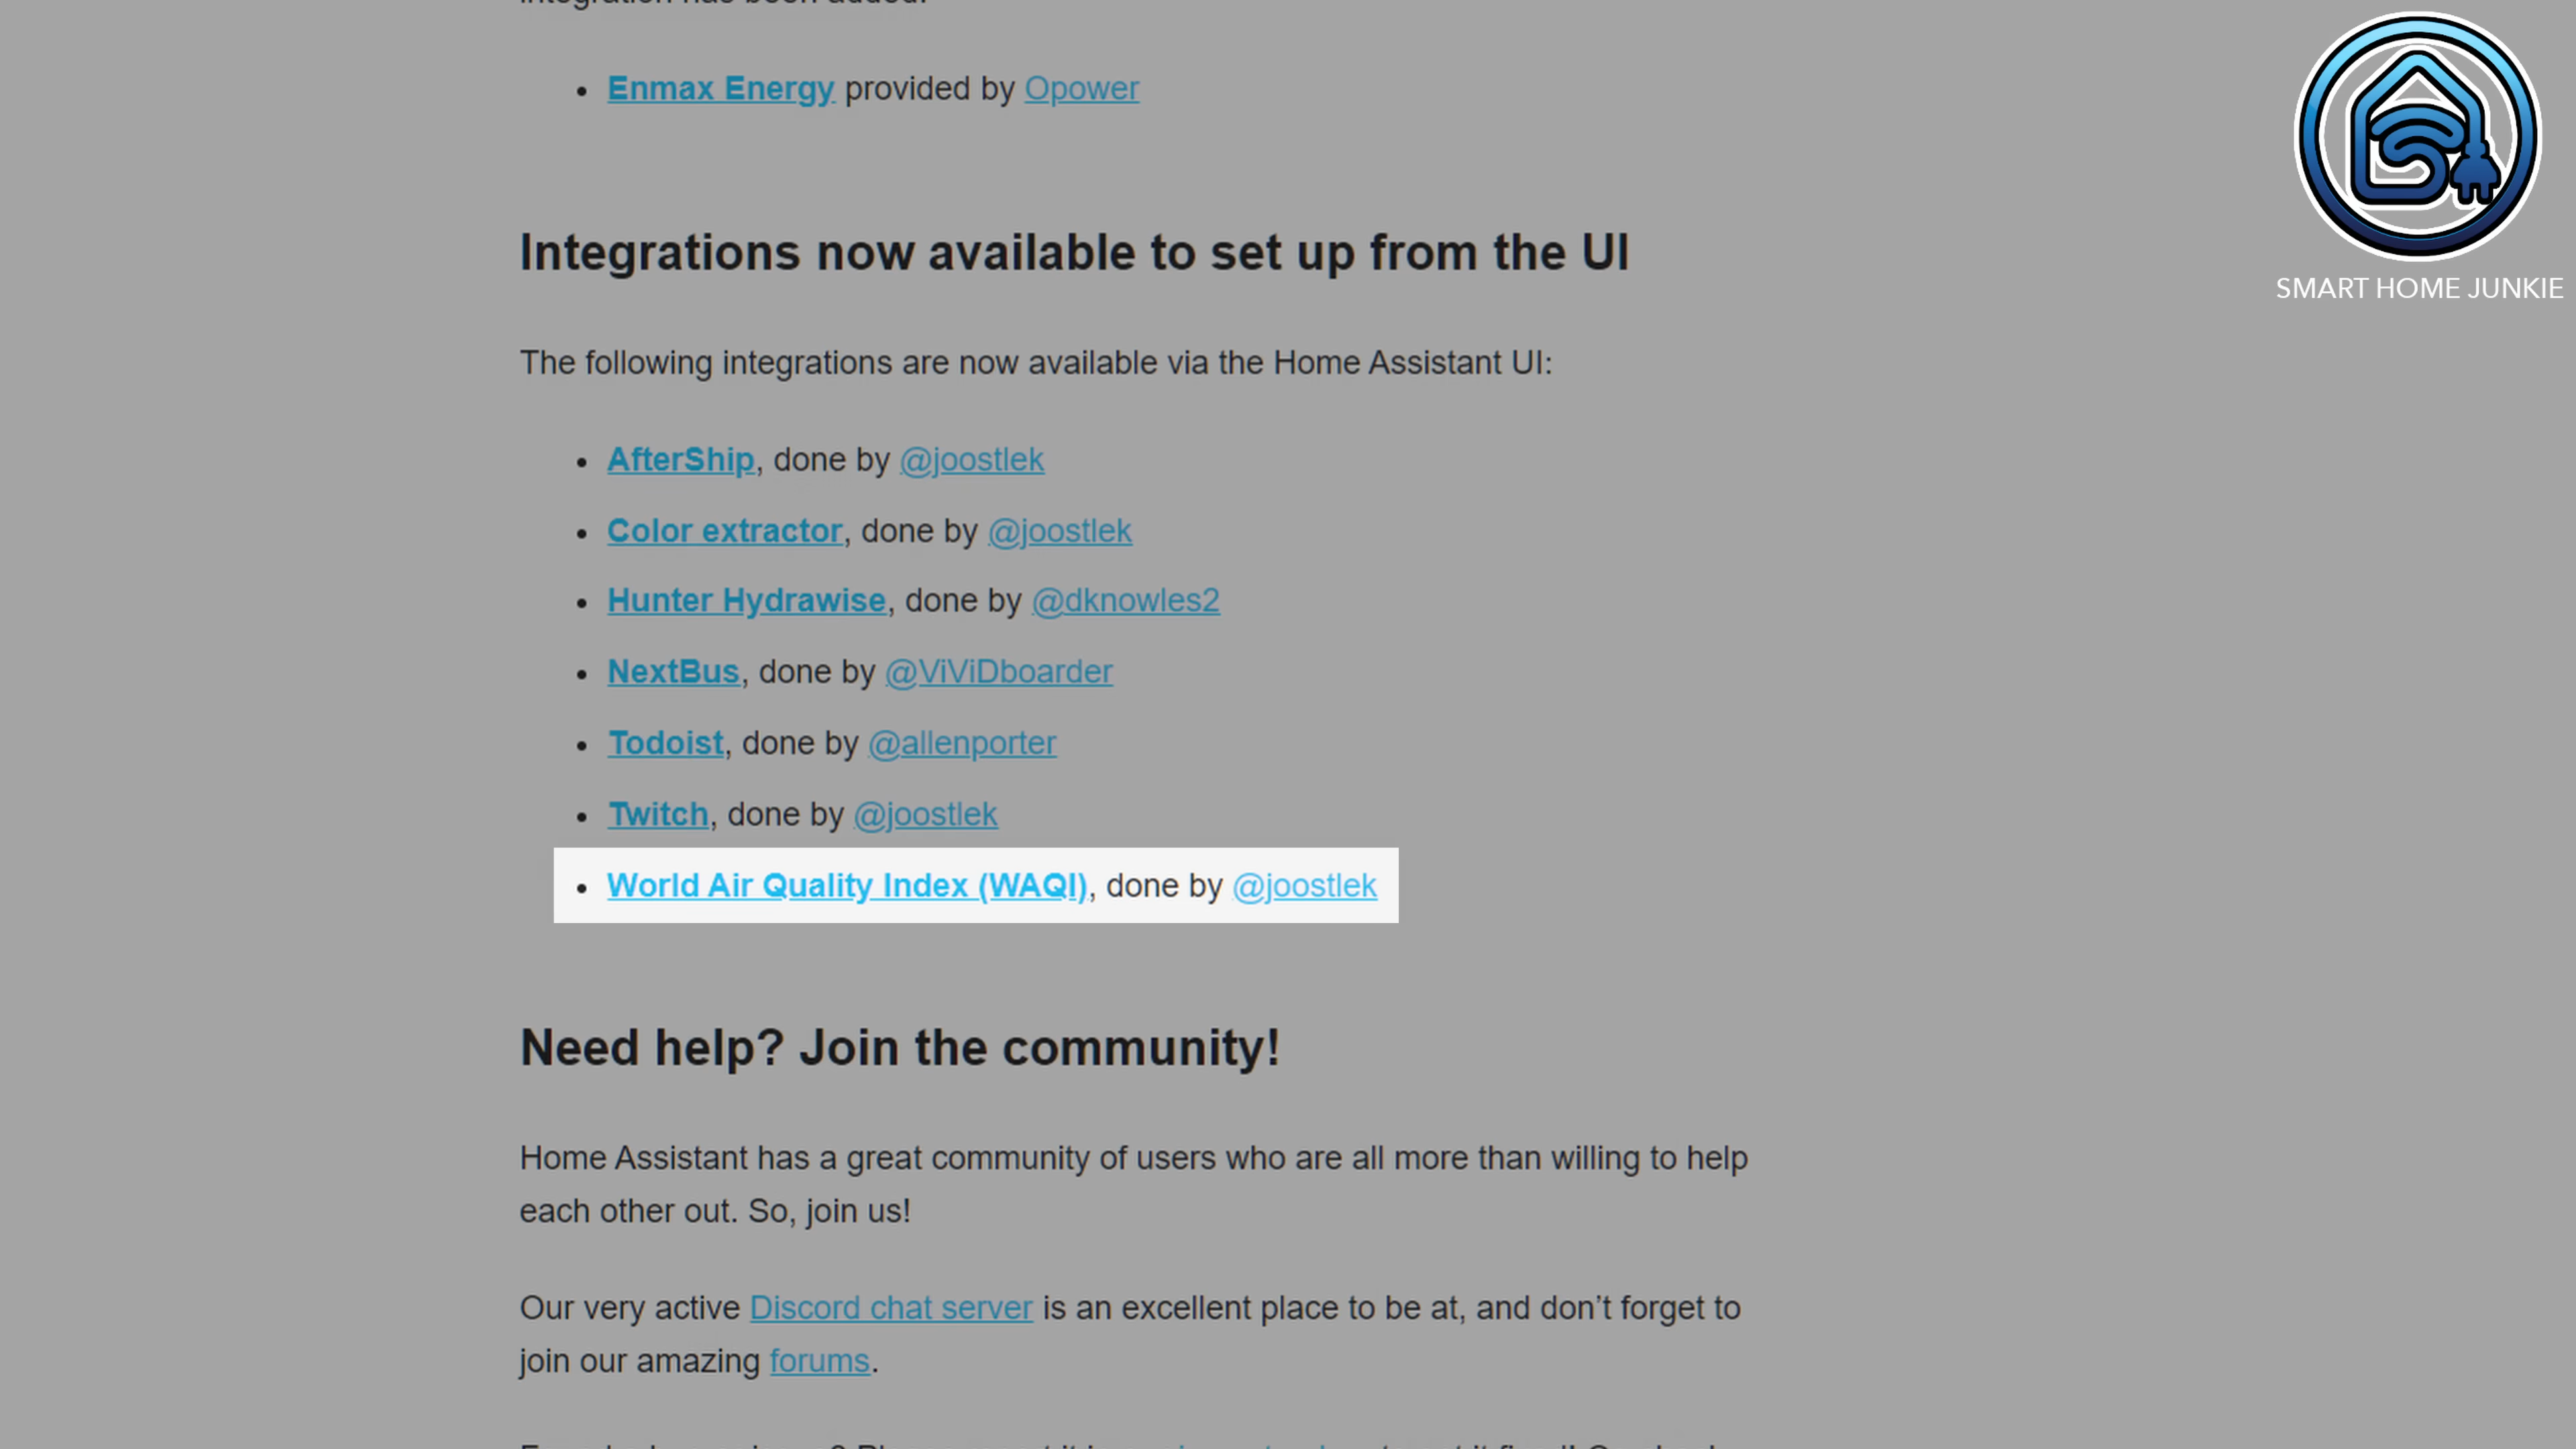 integration has been added:
• Enmax Energy provided by Opower
SMART HOME JUNKIE
Integrations now available to set up from the UI
The following integrations are now available via the Home Assistant UI:
• AfterShip, done by @joostlek
• Color extractor, done by @joostlek
• Hunter Hydrawise, done by @dknowles2
• NextBus, done by @ViViDboarder
• Todoist, done by @allenporter
• Twitch, done by @joostlek
• World Air Quality Index (WAQI), done by @joostlek
Need help? Join the community!
Home Assistant has a great community of users who are all more than willing to help
each other out. So, join us!
Our very active Discord chat server is an excellent place to be at, and don’t forget to
join our amazing forums.